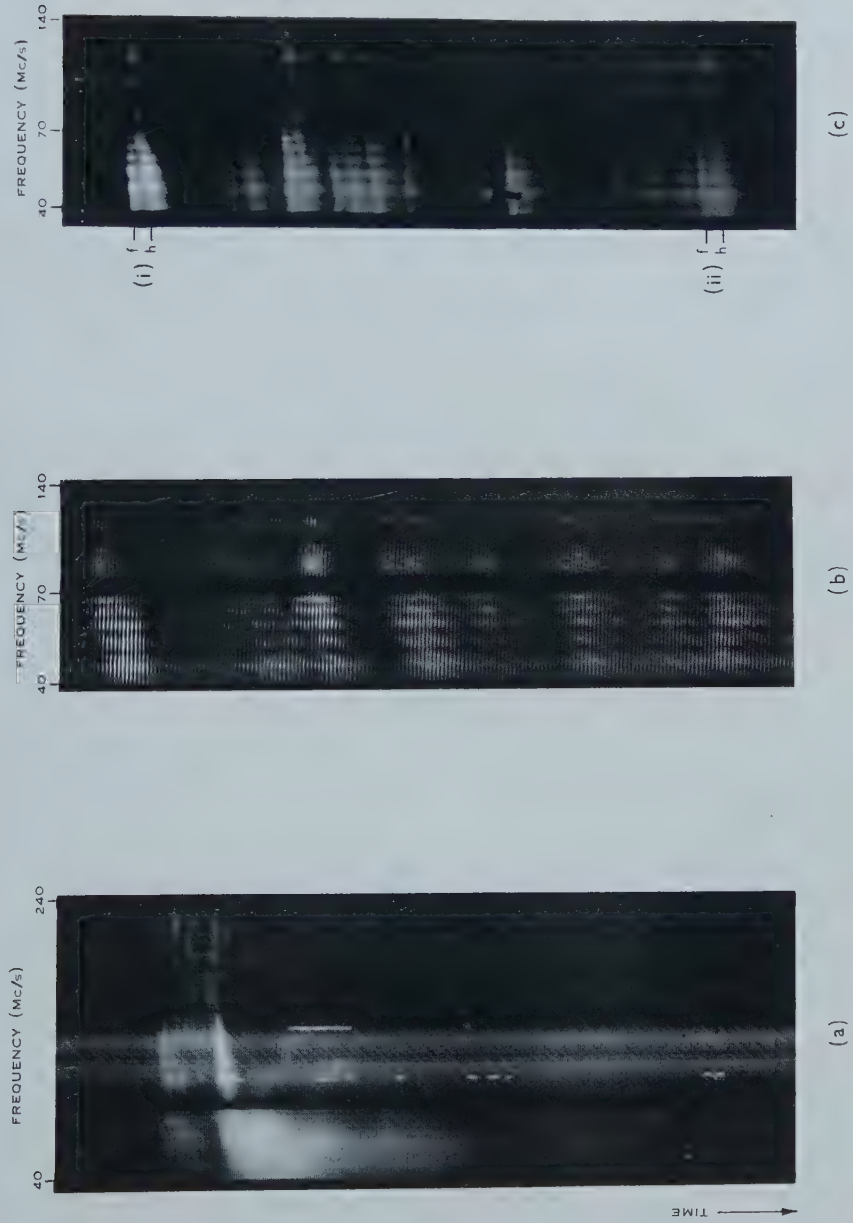 FREQUENCY (Mc/s)
40
240
(a)
FREQUENCY (Mc/s)
40
70
140
(b)
FREQUENCY (Mc/s)
40
70
140
(i) f
h
(ii) f
h
(c)
TIME